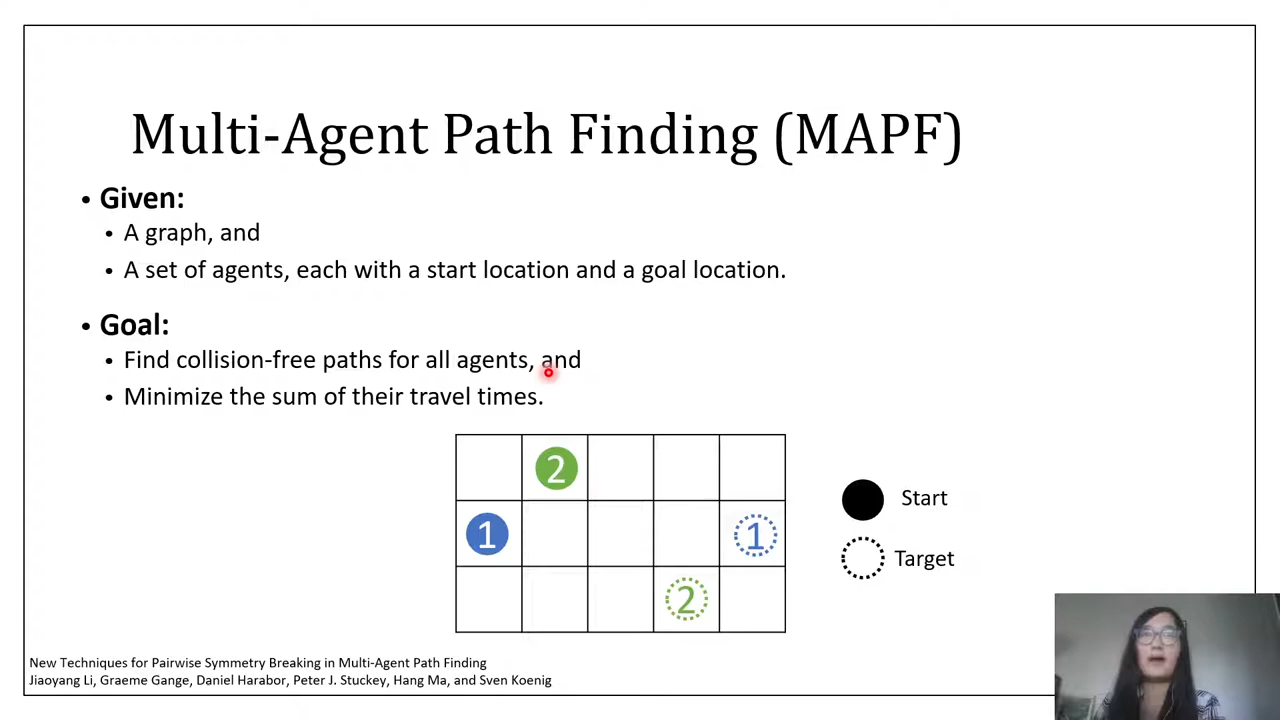 Multi-Agent Path Finding (MAPF)
• Given:
• A graph, and
• A set of agents, each with a start location and a goal location.
• Goal:
• Find collision-free paths for all agents, and
• Minimize the sum of their travel times.
2
1
1
2
Start
Target
New Techniques for Pairwise Symmetry Breaking in Multi-Agent Path Finding
Jiaoyang Li, Graeme Gange, Daniel Harabor, Peter J. Stuckey, Hang Ma, and Sven Koenig